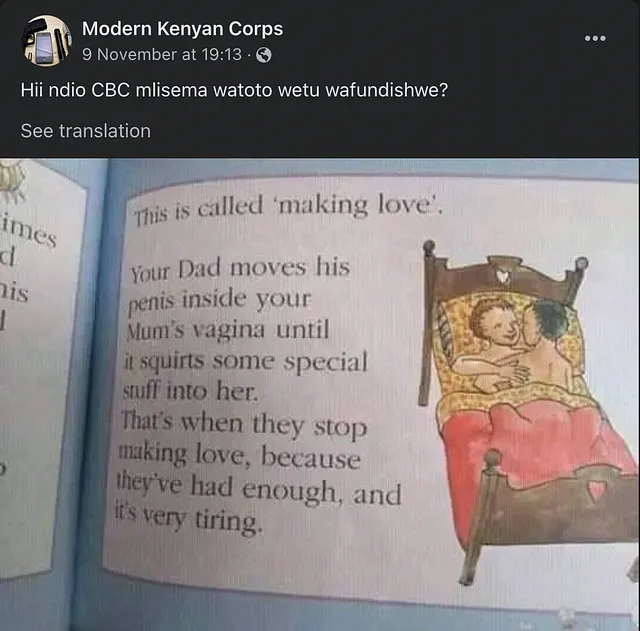 Modern Kenyan Corps
9 November at 19:13 ·
Hii ndio CBC mlisema watoto wetu wafundishwe?
See translation
imes
d
his
This is called 'making love'.
Your Dad moves his
penis inside your
Mum's vagina until
it squirts some special
stuff into her.
That's when they stop
making love, because
they've had enough, and
it's very tiring.